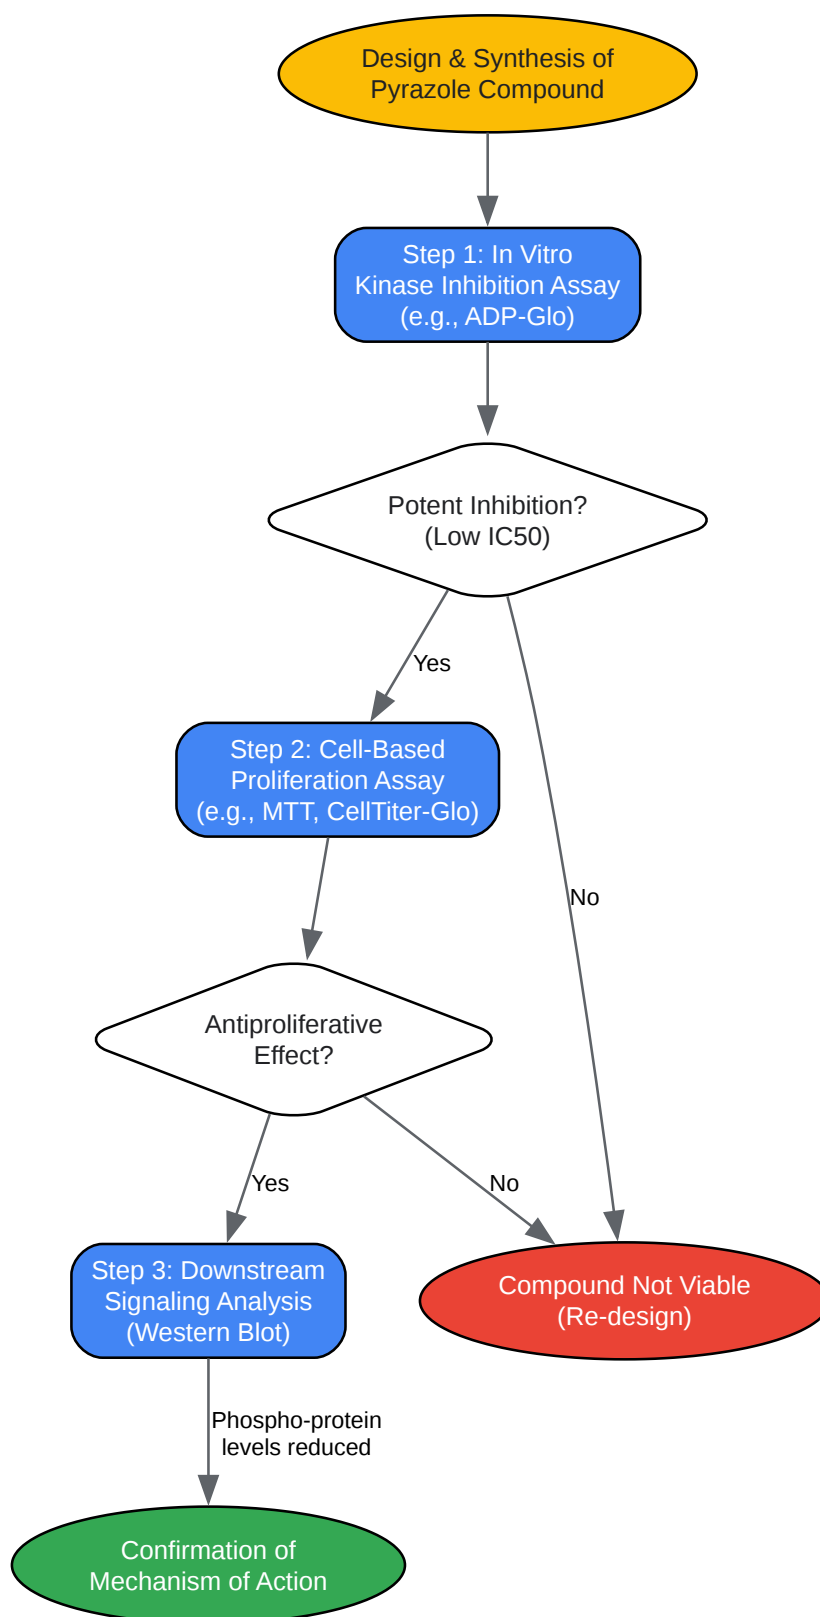 Design & Synthesis of
Pyrazole Compound
Step 1: In Vitro
Kinase Inhibition Assay
(e.g., ADP-Glo)
Potent Inhibition?
(Low IC50)
Yes
Step 2: Cell-Based
Proliferation Assay
(e.g., MTT, CellTiter-Glo)
No
Antiproliferative
Effect?
Yes
No
Step 3: Downstream
Signaling Analysis
(Western Blot)
Compound Not Viable
(Re-design)
Phospho-protein
levels reduced
Confirmation of
Mechanism of Action